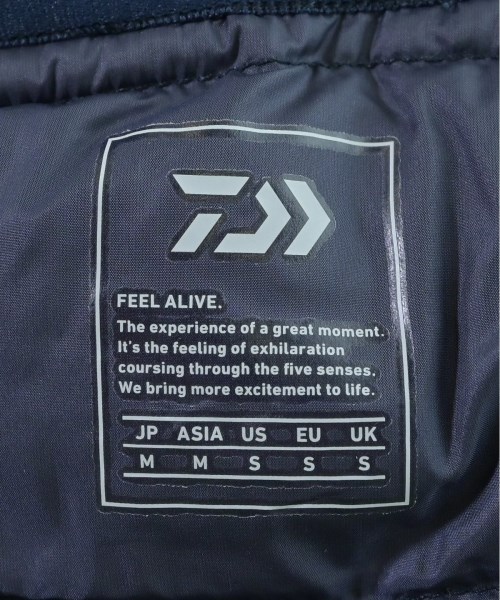 FEEL ALIVE.
The experience of a great moment.
It's the feeling of exhilaration
coursing through the five senses.
We bring more excitement to life.
JP ASIA US EU UK
M M S S S